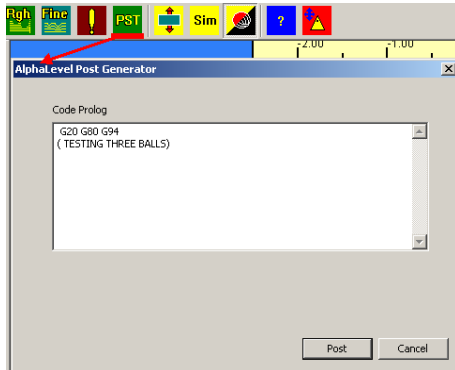 Rgh Fine PST Sim ?
-2.00 -1.00
AlphaLevel Post Generator
Code Prolog
G20 G80 G94
( TESTING THREE BALLS)
Post Cancel